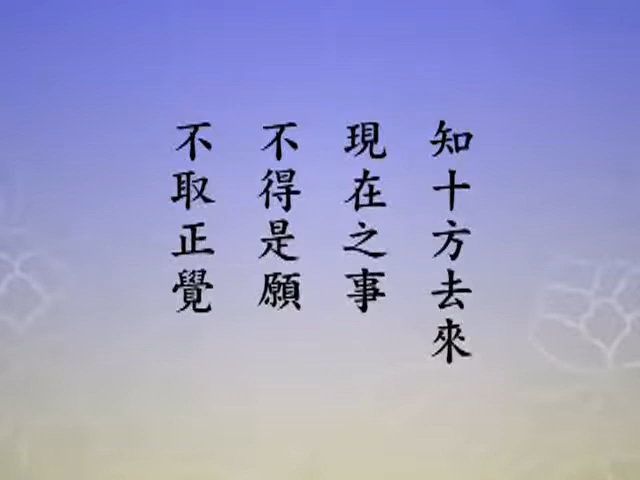 知十方去來
現在之事
不得是願
不取正覺